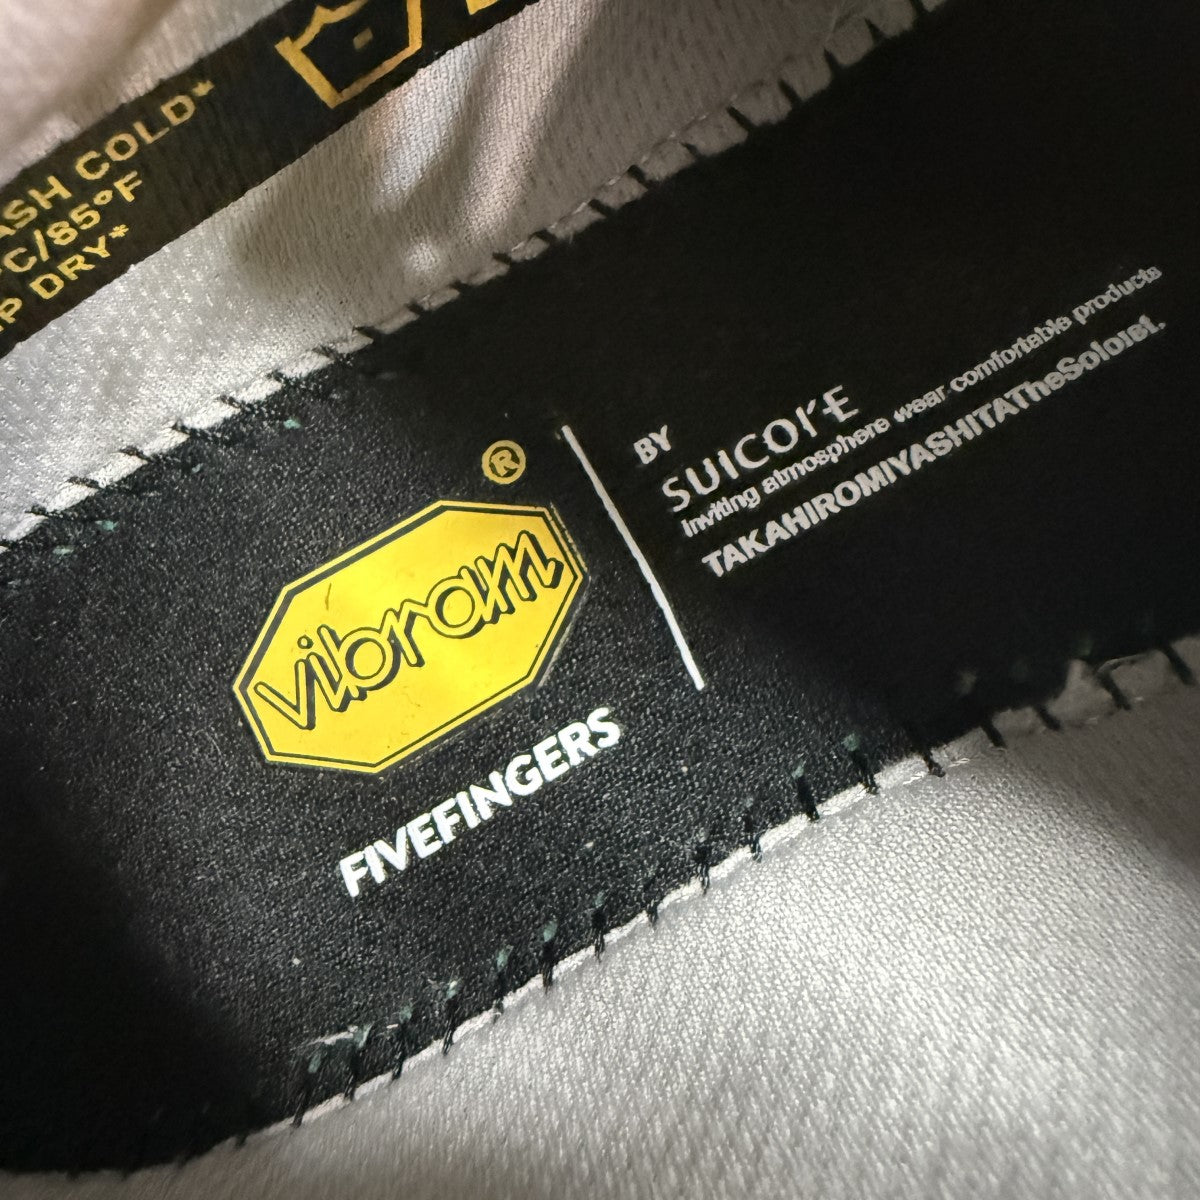 ASH COLD*
°C/85°F
P DRY*
Vibram®
FIVEFINGERS
BY
SUICOKE
Inviting atmosphere wear comfortable products
TAKAHIROMIYASHITATheSoloist.